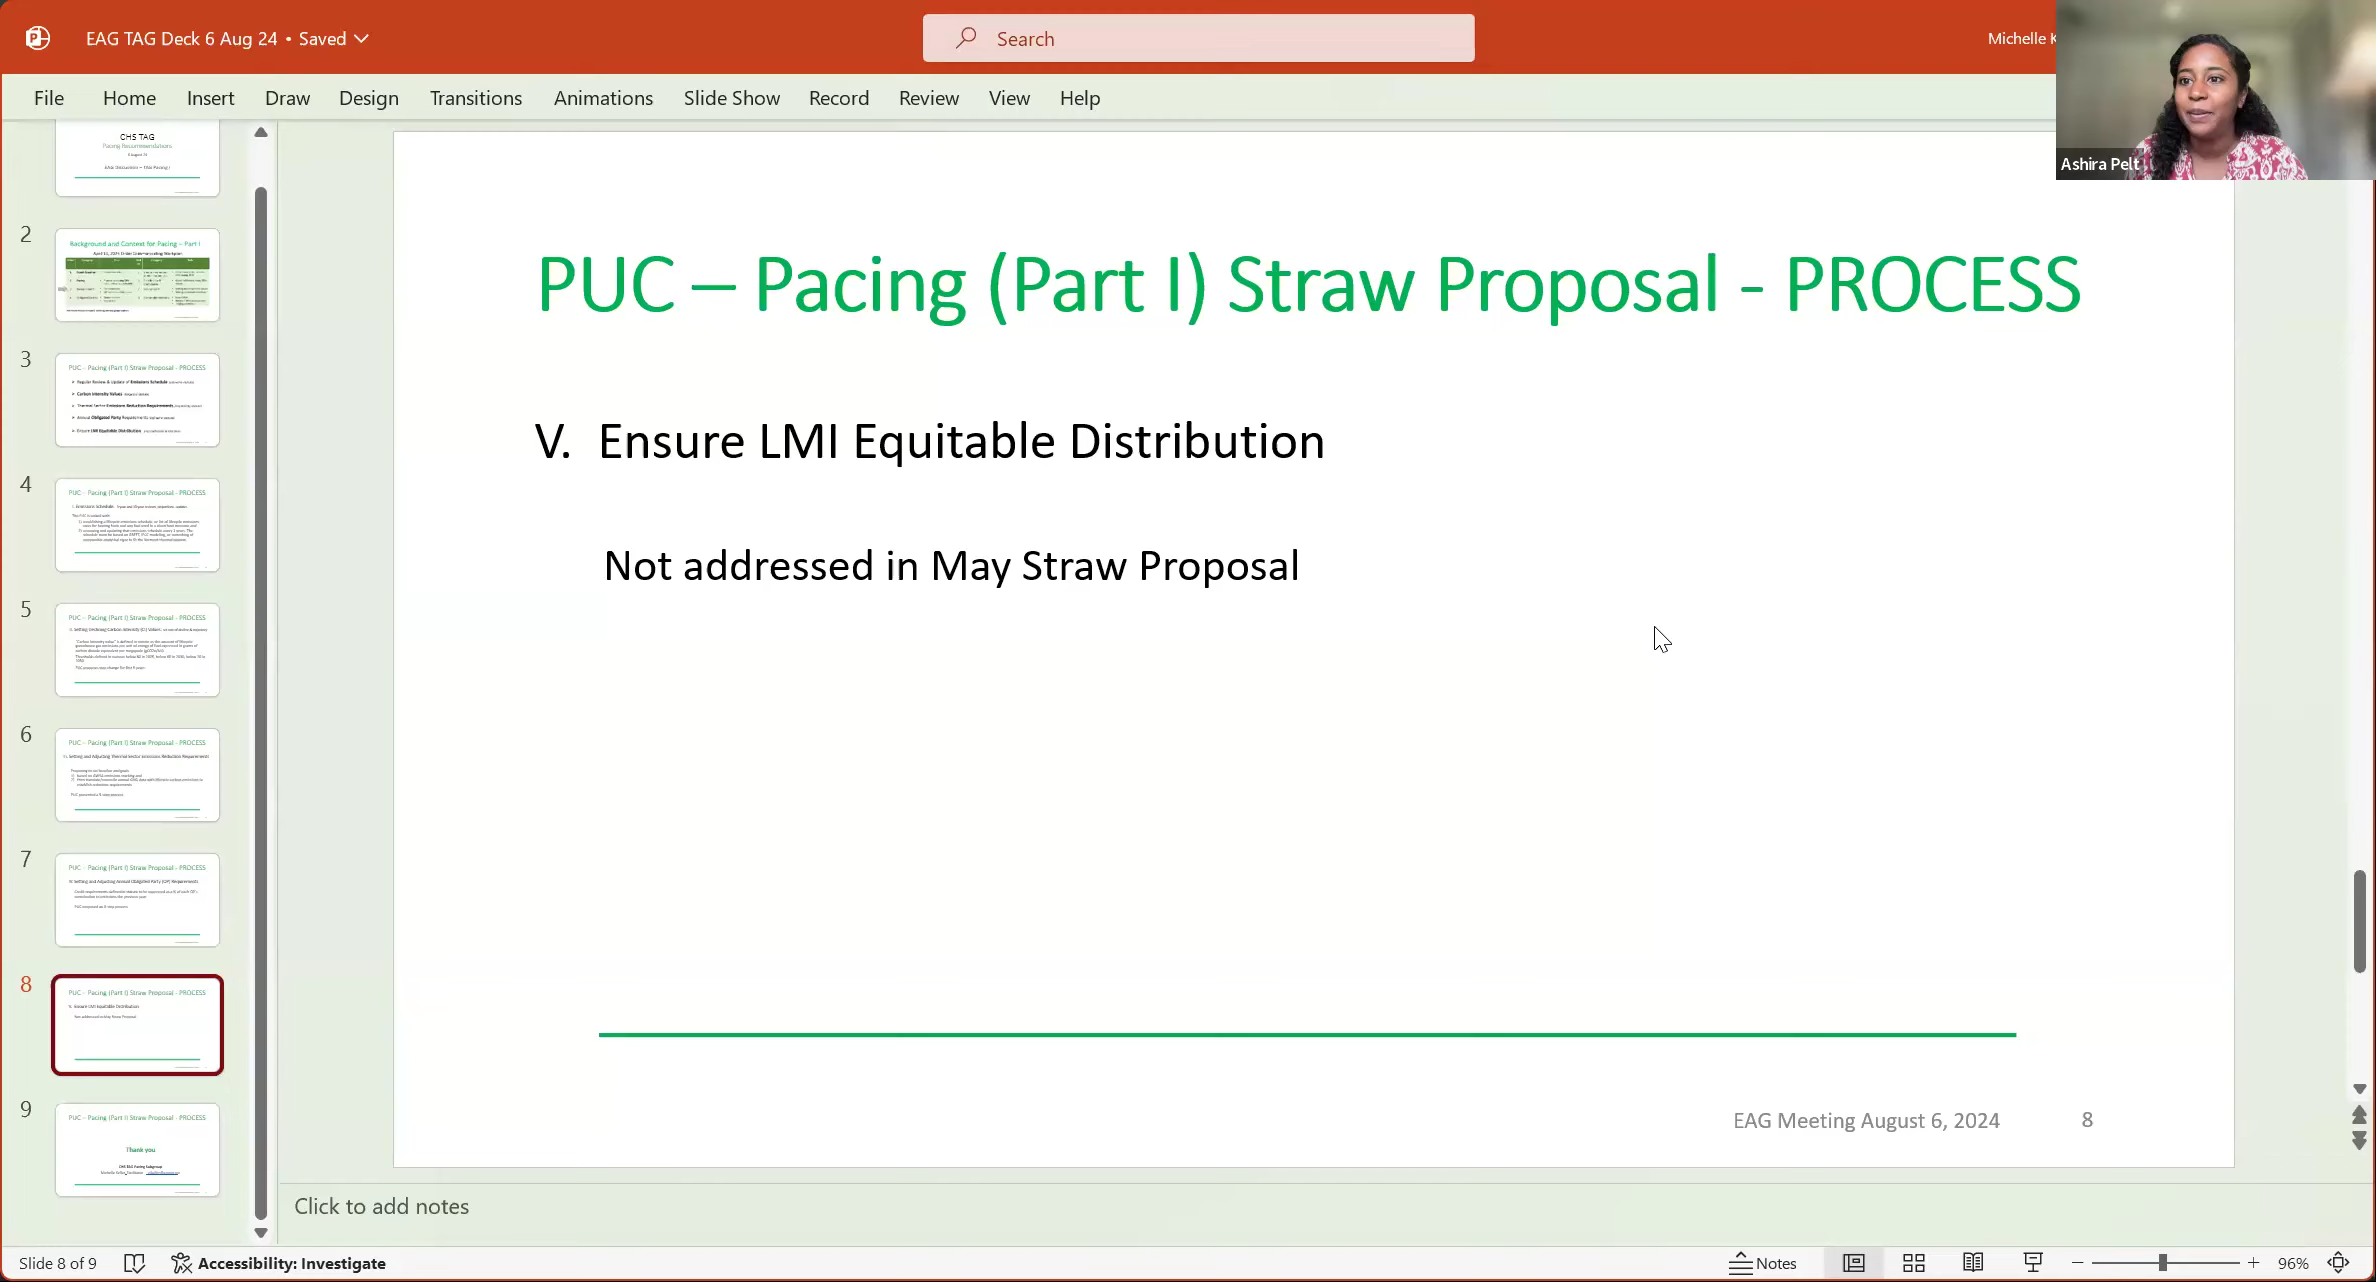 EAG TAG Deck 6 Aug 24 • Saved
Search
Michelle K
File Home Insert Draw Design Transitions Animations Slide Show Record Review View Help
Ashira Pelt
CHS TAG
Pacing Recommendations
2
Background and Context for Pacing – Part I
3
PUC – Pacing (Part I) Straw Proposal - PROCESS
Regular Review & Update of Emissions Schedule
Carbon Intensity Values
Thermal Sector Emissions Reduction Requirements
Annual Obligated Party Requirements
Ensure LMI Equitable Distribution
4
PUC – Pacing (Part I) Straw Proposal - PROCESS
5
PUC – Pacing (Part I) Straw Proposal - PROCESS
6
PUC – Pacing (Part I) Straw Proposal - PROCESS
7
PUC – Pacing (Part I) Straw Proposal - PROCESS
8
PUC – Pacing (Part I) Straw Proposal - PROCESS
V. Ensure LMI Equitable Distribution
Not addressed in May Straw Proposal
9
PUC – Pacing (Part I) Straw Proposal - PROCESS
Thank you
PUC – Pacing (Part I) Straw Proposal - PROCESS
V. Ensure LMI Equitable Distribution
Not addressed in May Straw Proposal
EAG Meeting August 6, 2024 8
Click to add notes
Slide 8 of 9 Accessibility: Investigate Notes 96%